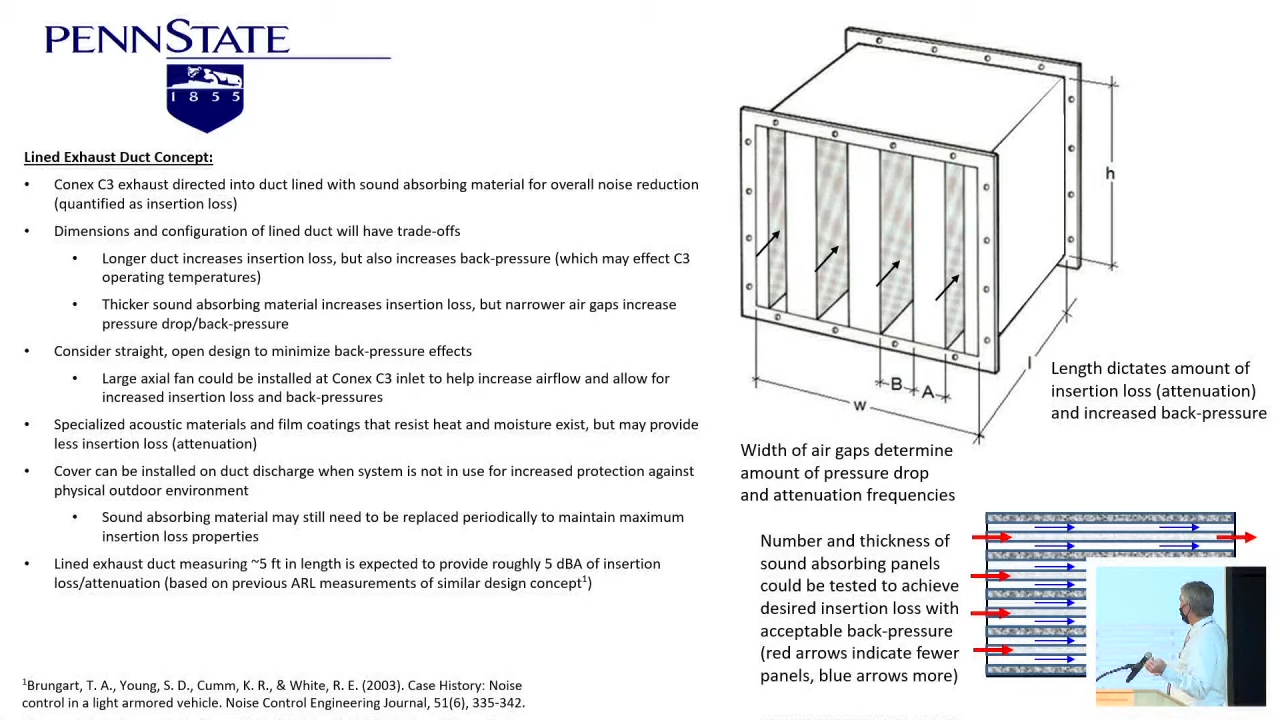 PENNSTATE
1 8 5 5
Lined Exhaust Duct Concept:
• Conex C3 exhaust directed into duct lined with sound absorbing material for overall noise reduction
(quantified as insertion loss)
• Dimensions and configuration of lined duct will have trade-offs
• Longer duct increases insertion loss, but also increases back-pressure (which may effect C3
operating temperatures)
• Thicker sound absorbing material increases insertion loss, but narrower air gaps increase
pressure drop/back-pressure
• Consider straight, open design to minimize back-pressure effects
• Large axial fan could be installed at Conex C3 inlet to help increase airflow and allow for
increased insertion loss and back-pressures
• Specialized acoustic materials and film coatings that resist heat and moisture exist, but may provide
less insertion loss (attenuation)
• Cover can be installed on duct discharge when system is not in use for increased protection against
physical outdoor environment
• Sound absorbing material may still need to be replaced periodically to maintain maximum
insertion loss properties
• Lined exhaust duct measuring ~5 ft in length is expected to provide roughly 5 dBA of insertion
loss/attenuation (based on previous ARL measurements of similar design concept1)
1Brungart, T. A., Young, S. D., Cumm, K. R., & White, R. E. (2003). Case History: Noise
control in a light armored vehicle. Noise Control Engineering Journal, 51(6), 335-342.
h
l
B
A
w
Length dictates amount of
insertion loss (attenuation)
and increased back-pressure
Width of air gaps determine
amount of pressure drop
and attenuation frequencies
Number and thickness of
sound absorbing panels
could be tested to achieve
desired insertion loss with
acceptable back-pressure
(red arrows indicate fewer
panels, blue arrows more)